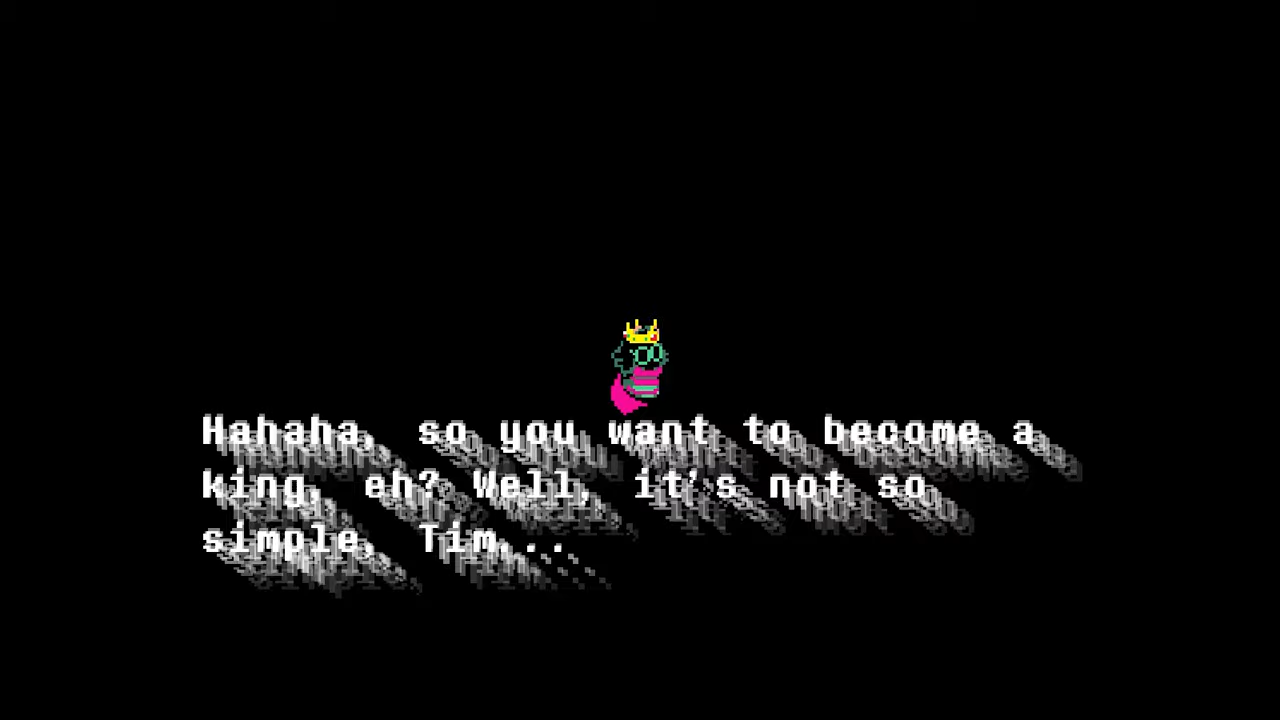 Hahaha, so you want to become a
king, eh? Well, it's not so
simple, Tim...